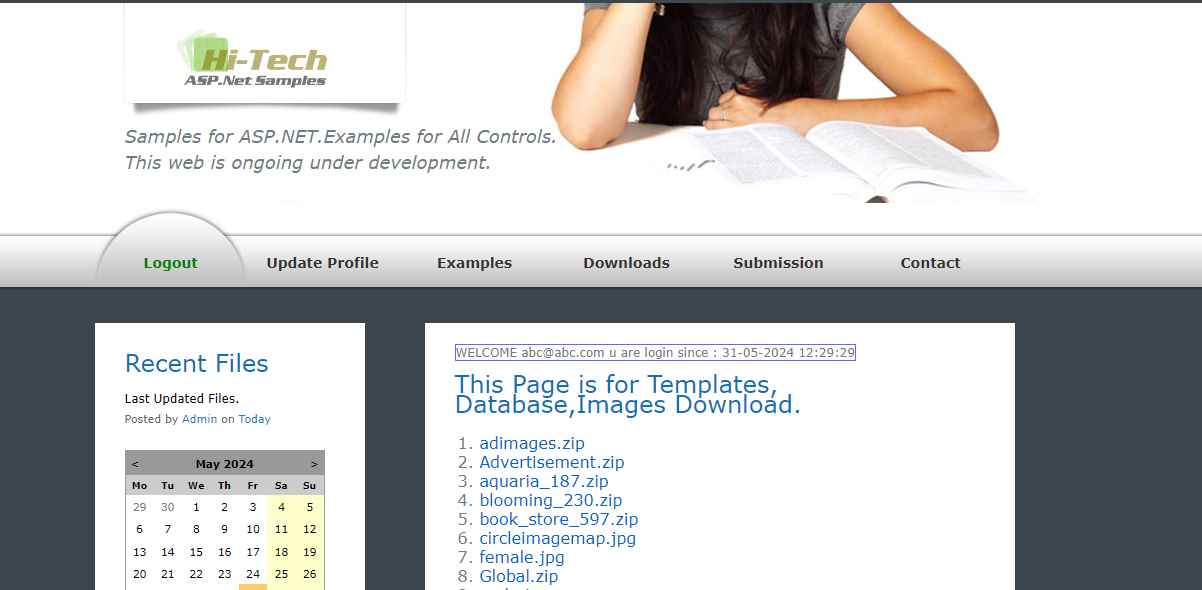 Hi-Tech
ASP.Net Samples
Samples for ASP.NET.Examples for All Controls.
This web is ongoing under development.
Logout Update Profile Examples Downloads Submission Contact
Recent Files
Last Updated Files.
Posted by Admin on Today
< May 2024 >
Mo Tu We Th Fr Sa Su
29 30 1 2 3 4 5
6 7 8 9 10 11 12
13 14 15 16 17 18 19
20 21 22 23 24 25 26
WELCOME abc@abc.com u are login since : 31-05-2024 12:29:29
This Page is for Templates,
Database,Images Download.
1. adimages.zip
2. Advertisement.zip
3. aquaria_187.zip
4. blooming_230.zip
5. book_store_597.zip
6. circleimagemap.jpg
7. female.jpg
8. Global.zip